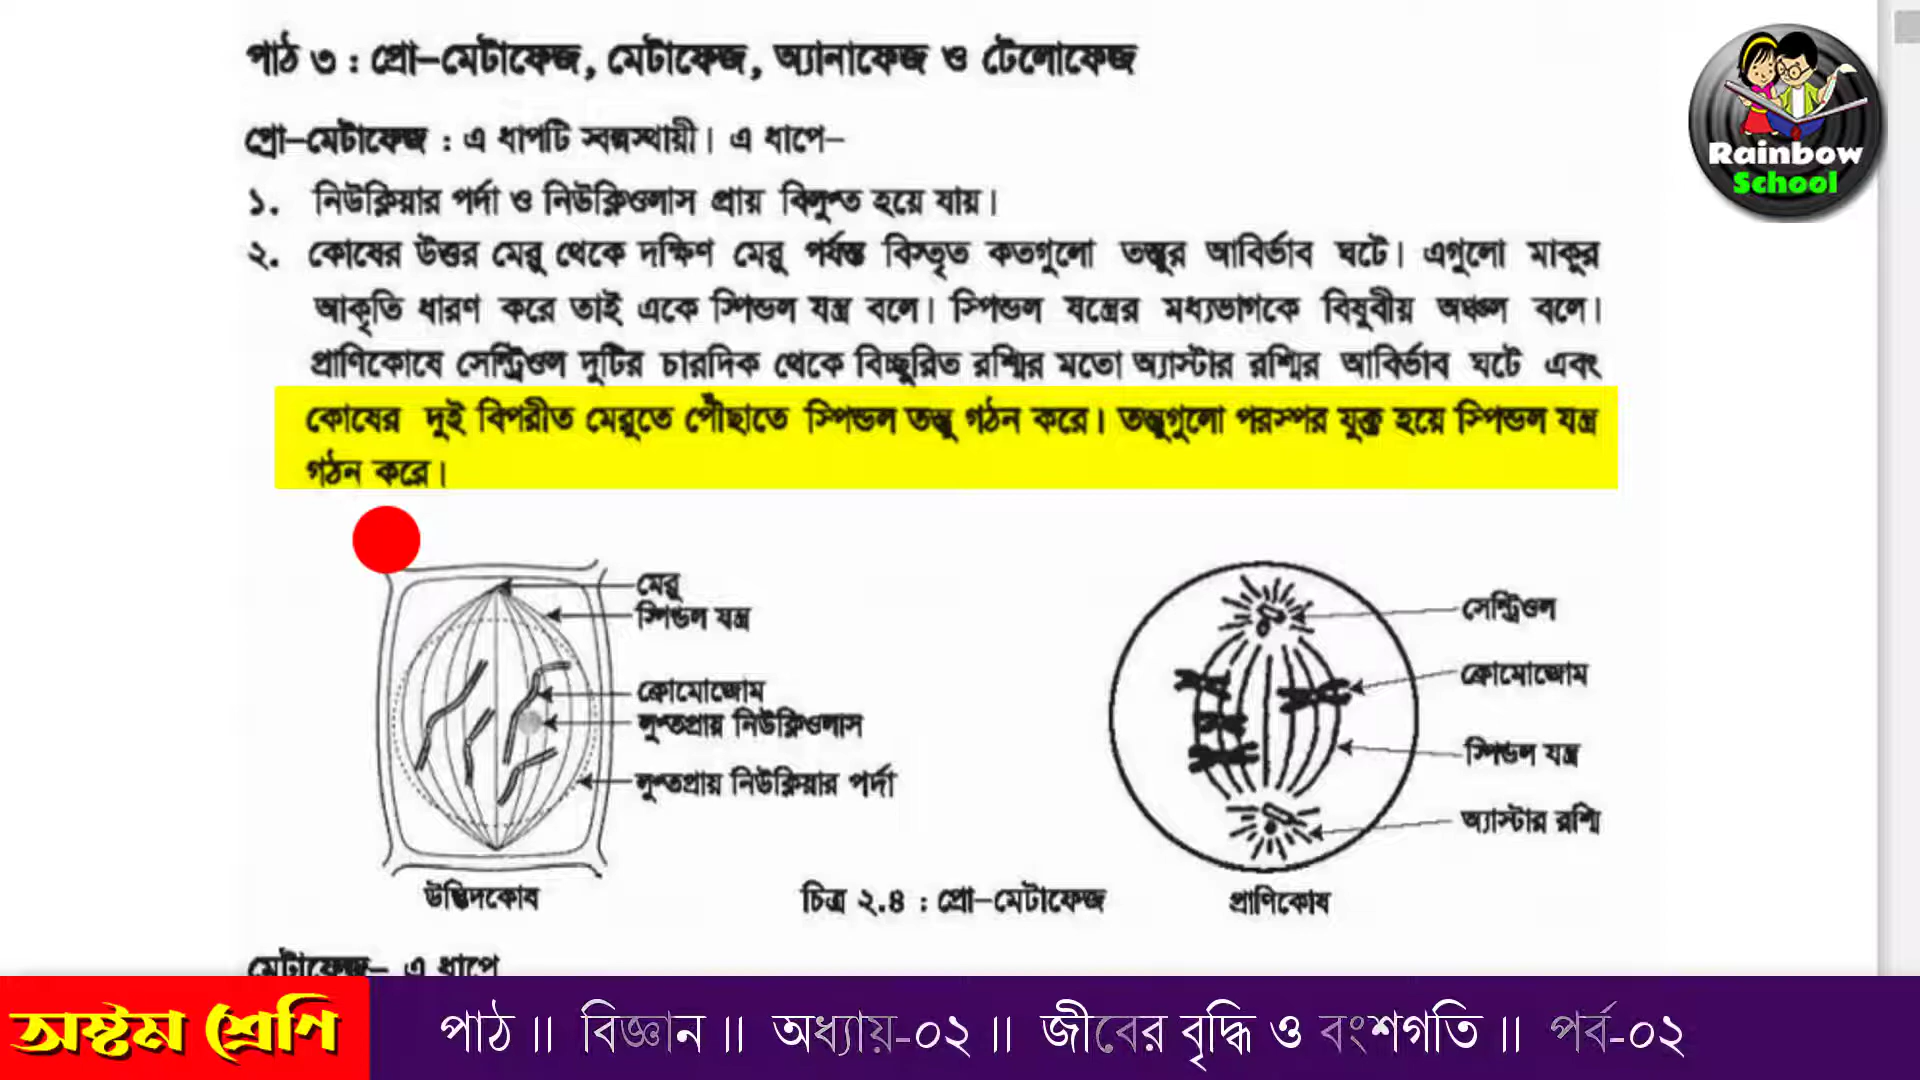 পাঠ ৩ : প্রো-মেটাফেজ, মেটাফেজ, অ্যানাফেজ ও টেলোফেজ
প্রো-মেটাফেজ : এ ধাপটি স্বল্পস্থায়ী। এ ধাপে-
১. নিউক্লিয়ার পর্দা ও নিউক্লিওলাস প্রায় বিলুপ্ত হয়ে যায়।
২. কোষের উত্তর মেরু থেকে দক্ষিণ মেরু পর্যন্ত বিস্তৃত কতগুলো তন্তুর আবির্ভাব ঘটে। এগুলো মাকুর
আকৃতি ধারণ করে তাই একে স্পিন্ডল যন্ত্র বলে। স্পিন্ডল যন্ত্রের মধ্যভাগকে বিষুবীয় অঞ্চল বলে।
প্রাণিকোষে সেন্ট্রিওল দুটির চারদিক থেকে বিচ্ছুরিত রশ্মির মতো অ্যাস্টার রশ্মির আবির্ভাব ঘটে এবং
কোষের দুই বিপরীত মেরুতে পৌঁছাতে স্পিন্ডল তন্তু গঠন করে। তন্তুগুলো পরস্পর যুক্ত হয়ে স্পিন্ডল যন্ত্র
গঠন করে।
মেরু
স্পিন্ডল যন্ত্র
ক্রোমোজোম
লুপ্তপ্রায় নিউক্লিওলাস
লুপ্তপ্রায় নিউক্লিয়ার পর্দা
উদ্ভিদকোষ
সেন্ট্রিওল
ক্রোমোজোম
স্পিন্ডল যন্ত্র
অ্যাস্টার রশ্মি
প্রাণিকোষ
চিত্র ২.৪ : প্রো-মেটাফেজ
মেটাফেজ- এ ধাপে
Rainbow
School
অষ্টম শ্রেণি
পাঠ ॥ বিজ্ঞান ॥ অধ্যায়-০২ ॥ জীবের বৃদ্ধি ও বংশগতি ॥ পর্ব-০২